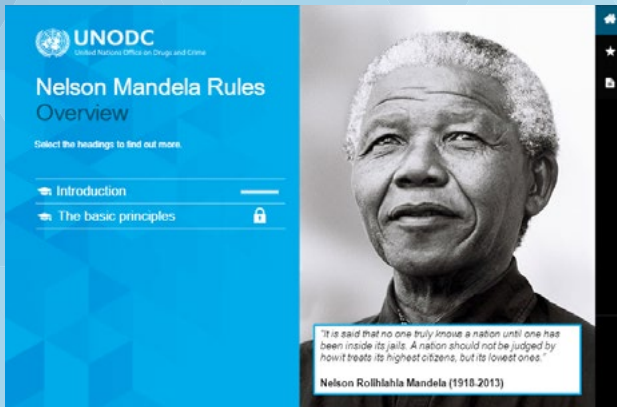 UNODC
United Nations Office on Drugs and Crime
Nelson Mandela Rules
Overview
Select the headings to find out more.
Introduction
The basic principles
"It is said that no one truly knows a nation until one has
been inside its jails. A nation should not be judged by
how it treats its highest citizens, but its lowest ones."
Nelson Rolihlahla Mandela (1918-2013)